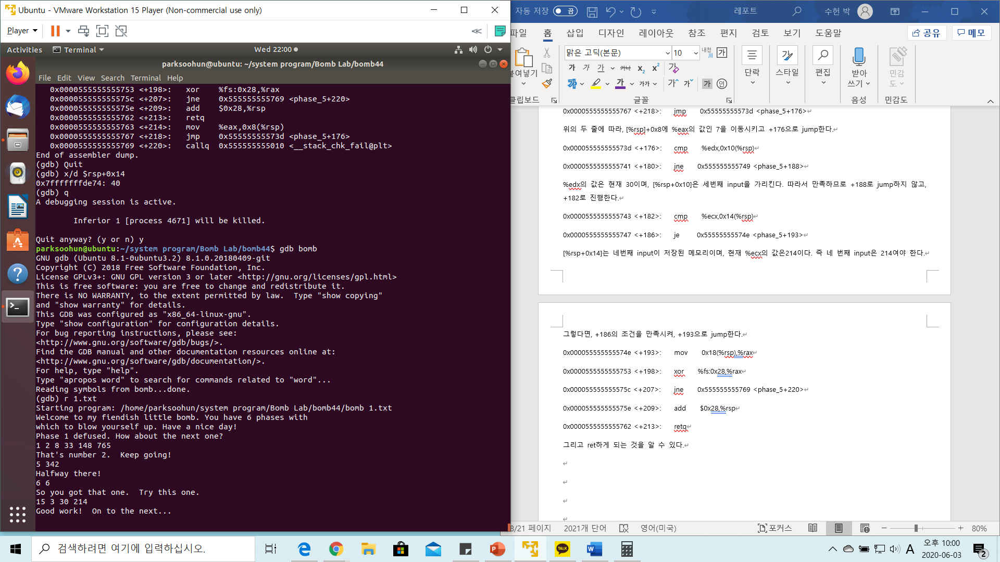 Ubuntu - VMware Workstation 15 Player (Non-commercial use only)
Player
Activities
Terminal
Wed 22:00
parksoohun@ubuntu: ~/system program/Bomb Lab/bomb44
File Edit View Search Terminal Help
0x0000555555555753 <+198>: xor %fs:0x28,%rax
0x000055555555575c <+207>: jne 0x555555555769 <phase_5+220>
0x000055555555575e <+209>: add $0x28,%rsp
0x0000555555555762 <+213>: retq
0x0000555555555763 <+214>: mov %eax,0x8(%rsp)
0x0000555555555767 <+218>: jmp 0x55555555573d <phase_5+176>
0x0000555555555769 <+220>: callq 0x555555555010 <__stack_chk_fail@plt>
End of assembler dump.
(gdb) Quit
(gdb) x/d $rsp+0x14
0x7fffffffde74: 40
(gdb) q
A debugging session is active.
Inferior 1 [process 4671] will be killed.
Quit anyway? (y or n) y
parksoohun@ubuntu:~/system program/Bomb Lab/bomb44$ gdb bomb
GNU gdb (Ubuntu 8.1-0ubuntu3.2) 8.1.0.20180409-git
Copyright (C) 2018 Free Software Foundation, Inc.
License GPLv3+: GNU GPL version 3 or later <http://gnu.org/licenses/gpl.html>
This is free software: you are free to change and redistribute it.
There is NO WARRANTY, to the extent permitted by law. Type "show copying"
and "show warranty" for details.
This GDB was configured as "x86_64-linux-gnu".
Type "show configuration" for configuration details.
For bug reporting instructions, please see:
<http://www.gnu.org/software/gdb/bugs/>.
Find the GDB manual and other documentation resources online at:
<http://www.gnu.org/software/gdb/documentation/>.
For help, type "help".
Type "apropos word" to search for commands related to "word"...
Reading symbols from bomb...done.
(gdb) r 1.txt
Starting program: /home/parksoohun/system program/Bomb Lab/bomb44/bomb 1.txt
Welcome to my fiendish little bomb. You have 6 phases with
which to blow yourself up. Have a nice day!
Phase 1 defused. How about the next one?
1 2 8 33 148 765
That's number 2. Keep going!
5 342
Halfway there!
6 6
So you got that one. Try this one.
15 3 30 214
Good work! On to the next...
자동 저장 끔
레포트
수헌 박
파일 홈 삽입 디자인 레이아웃 참조 편지 검토 보기 도움말
공유
메모
붙여넣기
클립보드
맑은 고딕(본문) 10
글꼴
단락
스타일
편집
받아쓰기
음성
민감도
민감도
0x0000555555555767 <+218>: jmp 0x55555555573d <phase_5+176>
위의 두 줄에 따라, [%rsp]+0x8에 %eax의 값인 7을 이동시키고 +176으로 jump한다.
0x000055555555573d <+176>: cmp %edx,0x10(%rsp)
0x0000555555555741 <+180>: jne 0x555555555749 <phase_5+188>
%edx의 값은 현재 30이며, [%rsp+0x10]은 세번째 input을 가리킨다. 따라서 만족하므로 +188로 jump하지 않고,
+182로 진행한다.
0x0000555555555743 <+182>: cmp %ecx,0x14(%rsp)
0x0000555555555747 <+186>: je 0x55555555574e <phase_5+193>
[%rsp+0x14]는 네번째 input이 저장된 메모리이며, 현재 %ecx의 값은214이다. 즉 네 번째 input은 214여야 한다.
그렇다면, +186의 조건을 만족시켜, +193으로 jump한다.
0x000055555555574e <+193>: mov 0x18(%rsp),%rax
0x0000555555555753 <+198>: xor %fs:0x28,%rax
0x000055555555575c <+207>: jne 0x555555555769 <phase_5+220>
0x000055555555575e <+209>: add $0x28,%rsp
0x0000555555555762 <+213>: retq
그리고 ret하게 되는 것을 알 수 있다.
8/21 페이지 2021개 단어 영어(미국) 포커스 80%
검색하려면 여기에 입력하십시오.
TALK
A
오후 10:00
2020-06-03
2